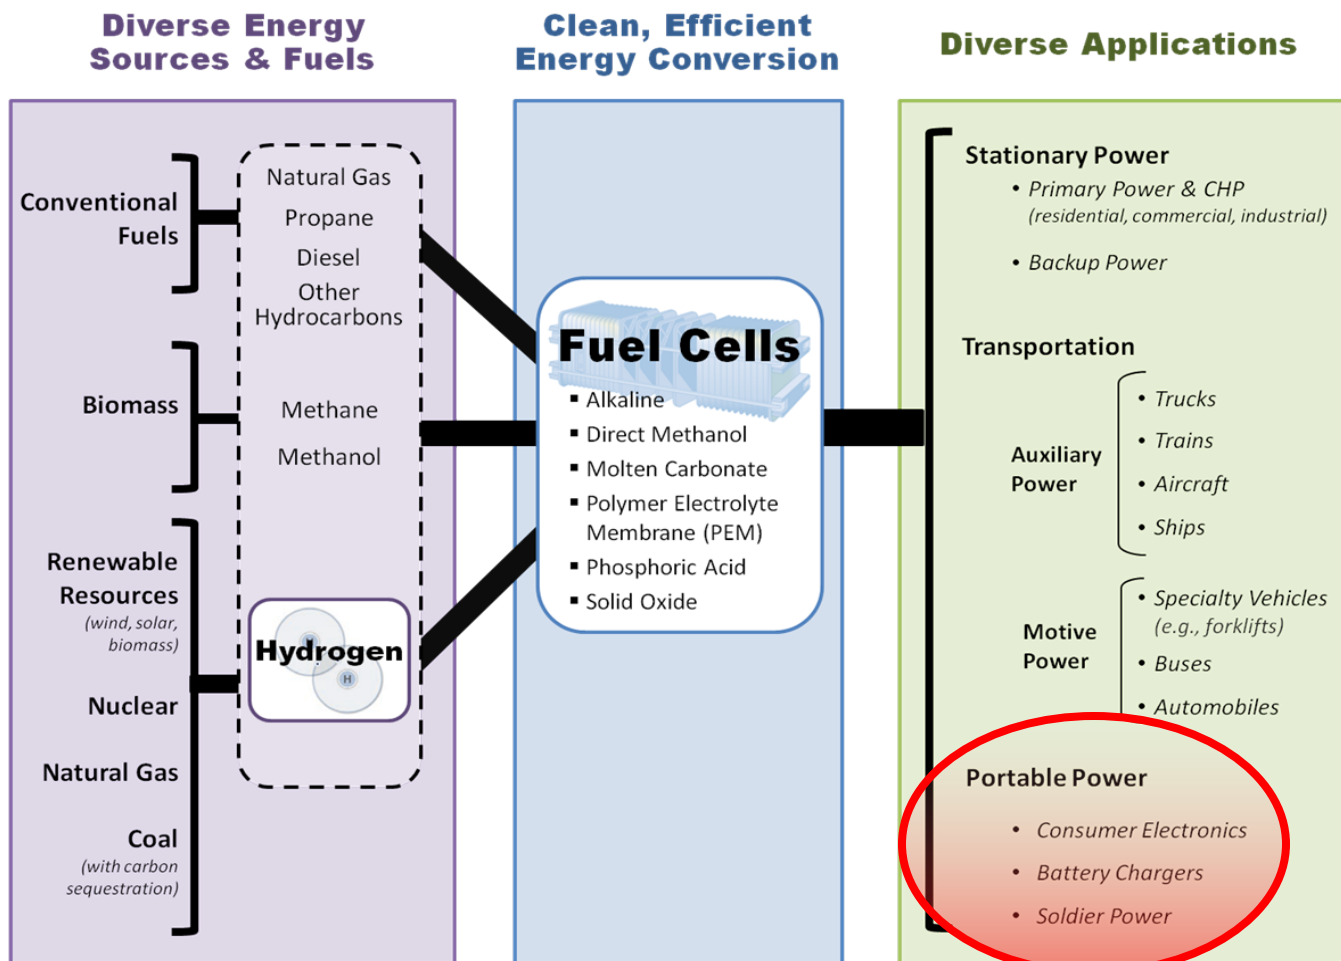 Diverse Energy
Sources & Fuels
Clean, Efficient
Energy Conversion
Diverse Applications
Conventional
Fuels
Biomass
Renewable
Resources
(wind, solar,
biomass)
Nuclear
Natural Gas
Coal
(with carbon
sequestration)
Natural Gas
Propane
Diesel
Other
Hydrocarbons
Methane
Methanol
Hydrogen
H
Fuel Cells
▪ Alkaline
▪ Direct Methanol
▪ Molten Carbonate
▪ Polymer Electrolyte
Membrane (PEM)
▪ Phosphoric Acid
▪ Solid Oxide
Stationary Power
• Primary Power & CHP
(residential, commercial, industrial)
• Backup Power
Transportation
Auxiliary
Power
• Trucks
• Trains
• Aircraft
• Ships
Motive
Power
• Specialty Vehicles
(e.g., forklifts)
• Buses
• Automobiles
Portable Power
• Consumer Electronics
• Battery Chargers
• Soldier Power